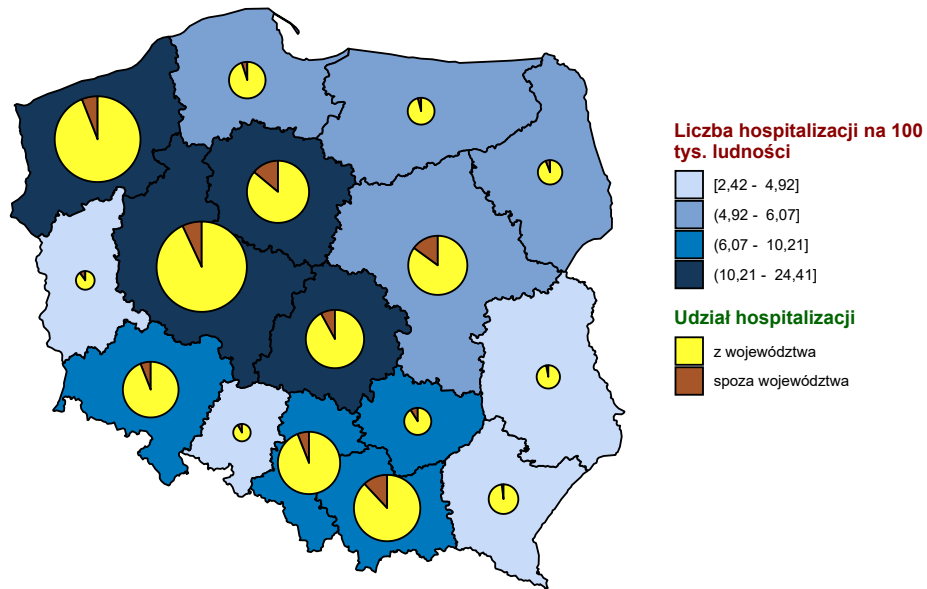 Liczba hospitalizacji na 100
tys. ludności
[2,42 - 4,92]
(4,92 - 6,07]
(6,07 - 10,21]
(10,21 - 24,41]
Udział hospitalizacji
z województwa
spoza województwa